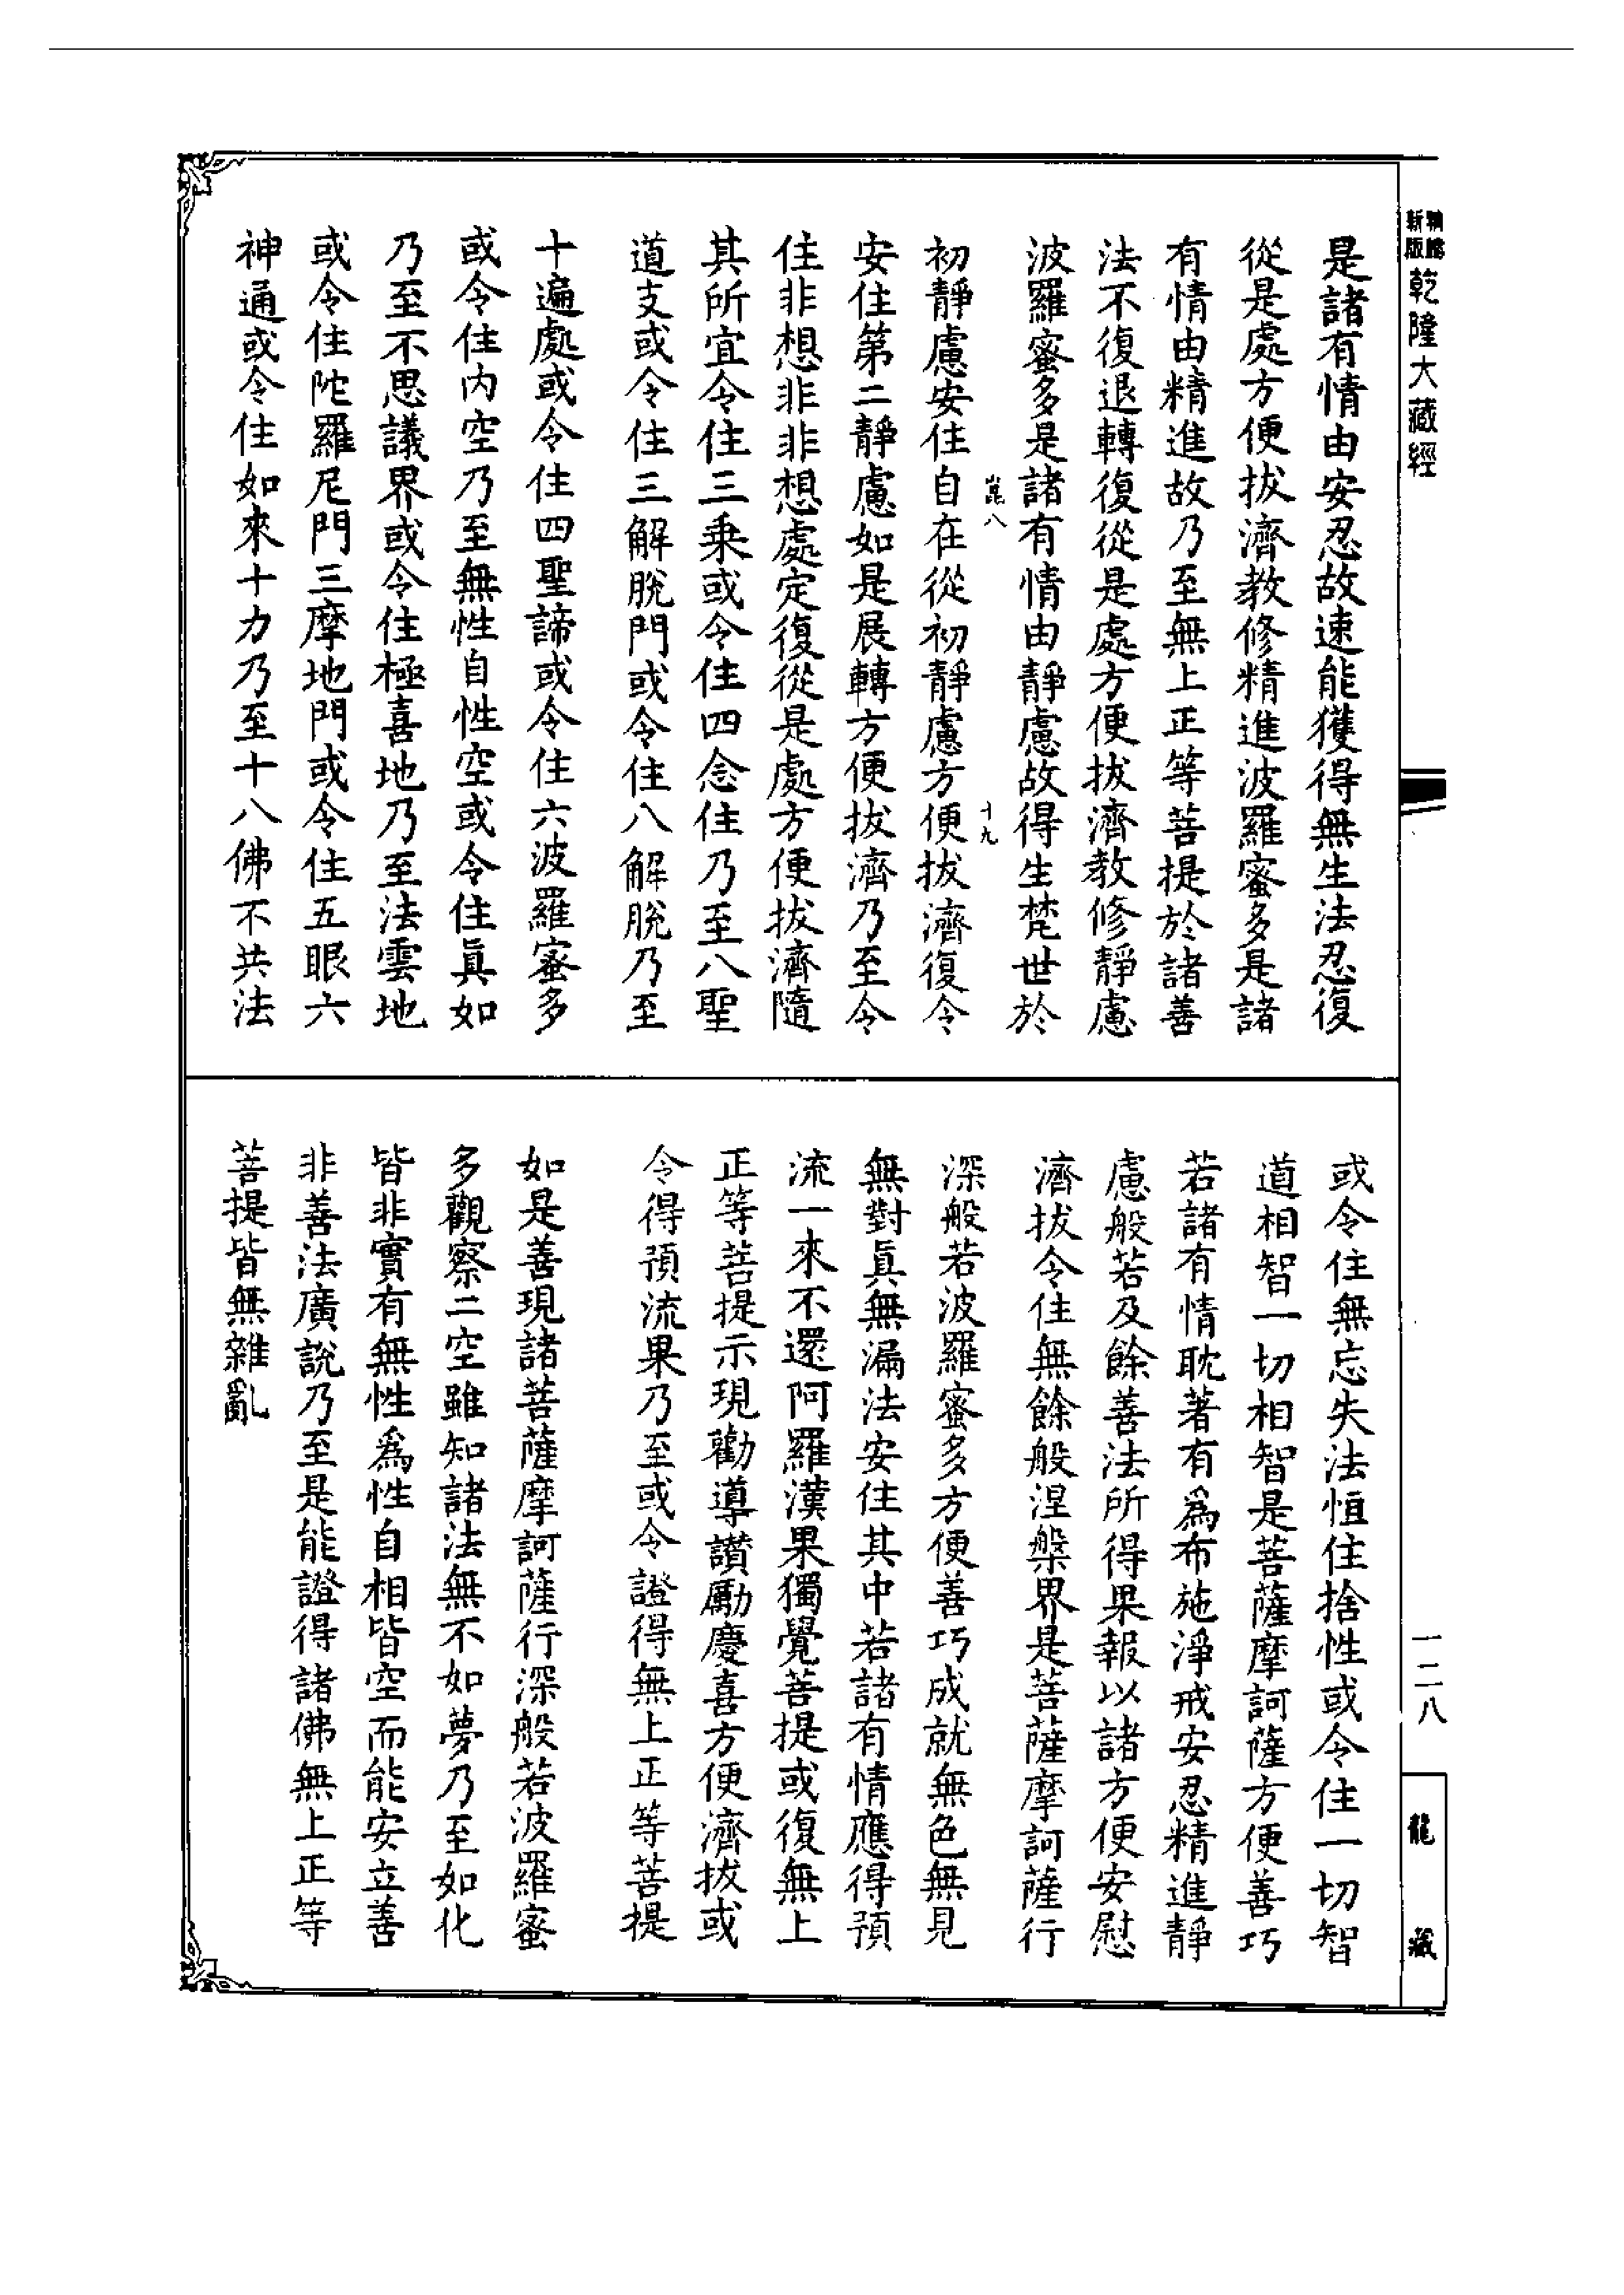 新版
精縮
乾隆大藏經
是諸有情由安忍故速能獲得無生法忍復
從是處方便拔濟教修精進波羅蜜多是諸
有情由精進故乃至無上正等菩提於諸善
法不復退轉復從是處方便拔濟教修靜慮
波羅蜜多是諸有情由靜慮故得生梵世於
崑八
十九
初靜慮安住自在從初靜慮方便拔濟復令
安住第二靜慮如是展轉方便拔濟乃至令
住非想非非想處定復從是處方便拔濟隨
其所宜令住三乘或令住四念住乃至八聖
道支或令住三解脫門或令住八解脫乃至
十遍處或令住四聖諦或令住六波羅蜜多
或令住內空乃至無性自性空或令住真如
乃至不思議界或令住極喜地乃至法雲地
或令住陀羅尼門三摩地門或令住五眼六
神通或令住如來十力乃至十八佛不共法
或令住無忘失法恒住捨性或令住一切智
道相智一切相智是菩薩摩訶薩方便善巧
若諸有情耽著有為布施淨戒安忍精進靜
慮般若及餘善法所得果報以諸方便安慰
濟拔令住無餘般涅槃界是菩薩摩訶薩行
深般若波羅蜜多方便善巧成就無色無見
無對真無漏法安住其中若諸有情應得預
流一來不還阿羅漢果獨覺菩提或復無上
正等菩提示現勸導讚勵慶喜方便濟拔或
令得預流果乃至或令證得無上正等菩提
如是善現諸菩薩摩訶薩行深般若波羅蜜
多觀察二空雖知諸法無不如夢乃至如化
皆非實有無性為性自相皆空而能安立善
非善法廣說乃至是能證得諸佛無上正等
菩提皆無雜亂
一二八
龍藏